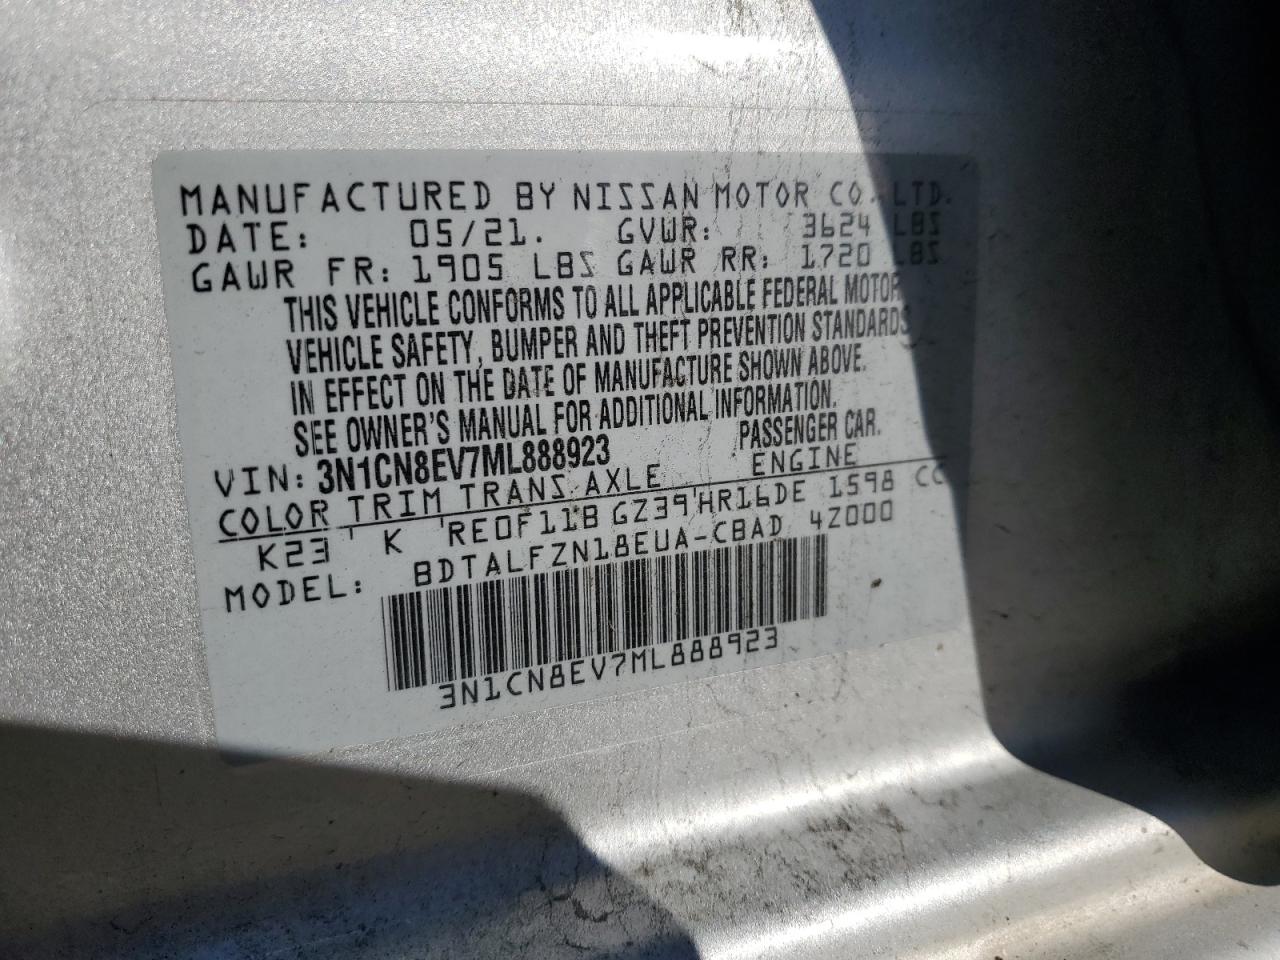 MANUFACTURED BY NISSAN MOTOR CO., LTD.
DATE: 05/21. GVWR: 3624 LBS
GAWR FR: 1905 LBS GAWR RR: 1720 LBS
THIS VEHICLE CONFORMS TO ALL APPLICABLE FEDERAL MOTOR
VEHICLE SAFETY, BUMPER AND THEFT PREVENTION STANDARDS
IN EFFECT ON THE DATE OF MANUFACTURE SHOWN ABOVE.
SEE OWNER'S MANUAL FOR ADDITIONAL INFORMATION.
VIN: 3N1CN8EV7ML888923 PASSENGER CAR.
COLOR TRIM TRANS AXLE ENGINE
K23 K RE0F11B GZ39 HR16DE 1598 CC
MODEL: BDTALFZN18EUA-CBAD 4Z000
3N1CN8EV7ML888923